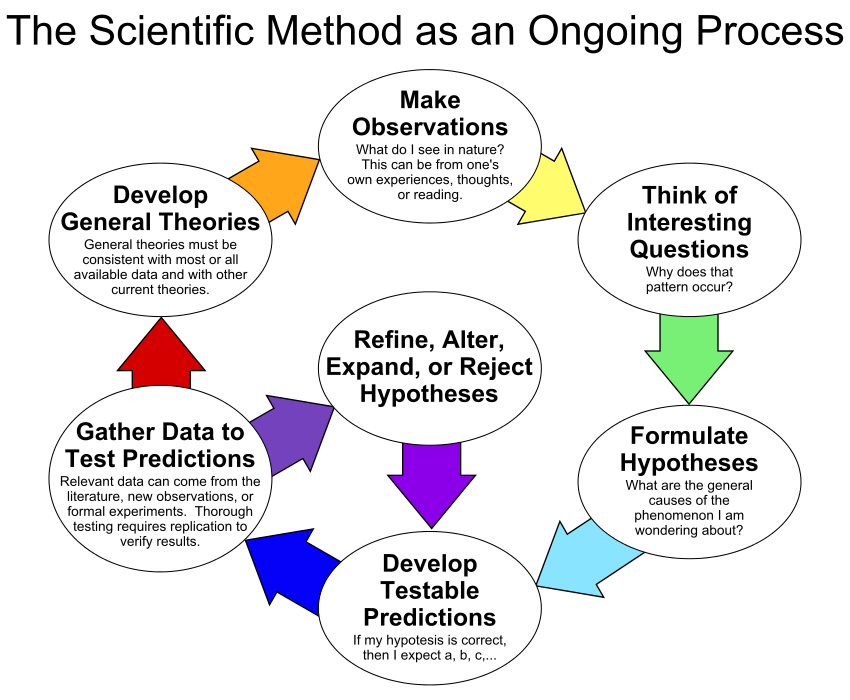 The Scientific Method as an Ongoing Process
Make
Observations
What do I see in nature?
This can be from one's
own experiences, thoughts,
or reading.
Think of
Interesting
Questions
Why does that
pattern occur?
Formulate
Hypotheses
What are the general
causes of the
phenomenon I am
wondering about?
Develop
Testable
Predictions
If my hypotesis is correct,
then I expect a, b, c,...
Gather Data to
Test Predictions
Relevant data can come from the
literature, new observations, or
formal experiments.  Thorough
testing requires replication to
verify results.
Refine, Alter,
Expand, or Reject
Hypotheses
Develop
General Theories
General theories must be
consistent with most or all
available data and with other
current theories.